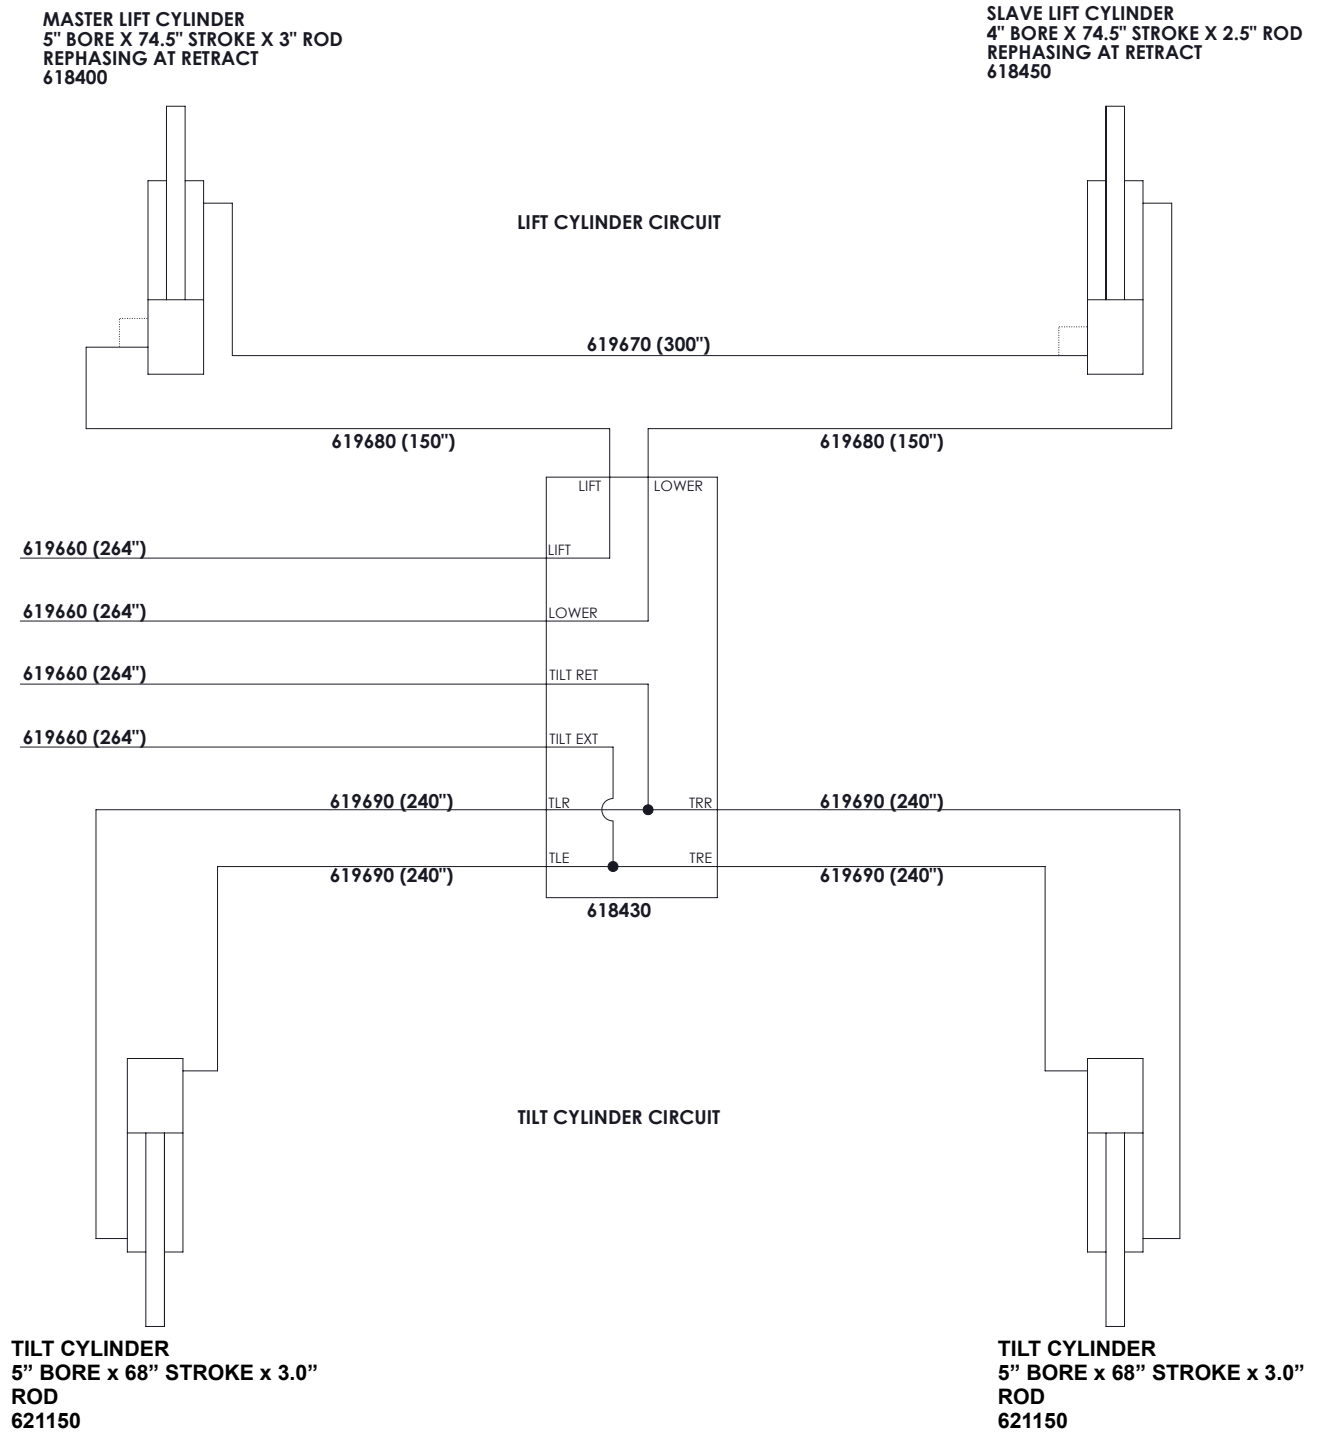 MASTER LIFT CYLINDER
5" BORE X 74.5" STROKE X 3" ROD
REPHASING AT RETRACT
618400
SLAVE LIFT CYLINDER
4" BORE X 74.5" STROKE X 2.5" ROD
REPHASING AT RETRACT
618450
LIFT CYLINDER CIRCUIT
619670 (300")
619680 (150")
619680 (150")
LIFT
LOWER
619660 (264")
LIFT
619660 (264")
LOWER
619660 (264")
TILT RET
619660 (264")
TILT EXT
619690 (240")
TLR
TRR
619690 (240")
619690 (240")
TLE
TRE
619690 (240")
618430
TILT CYLINDER CIRCUIT
TILT CYLINDER
5” BORE x 68” STROKE x 3.0”
ROD
621150
TILT CYLINDER
5” BORE x 68” STROKE x 3.0”
ROD
621150